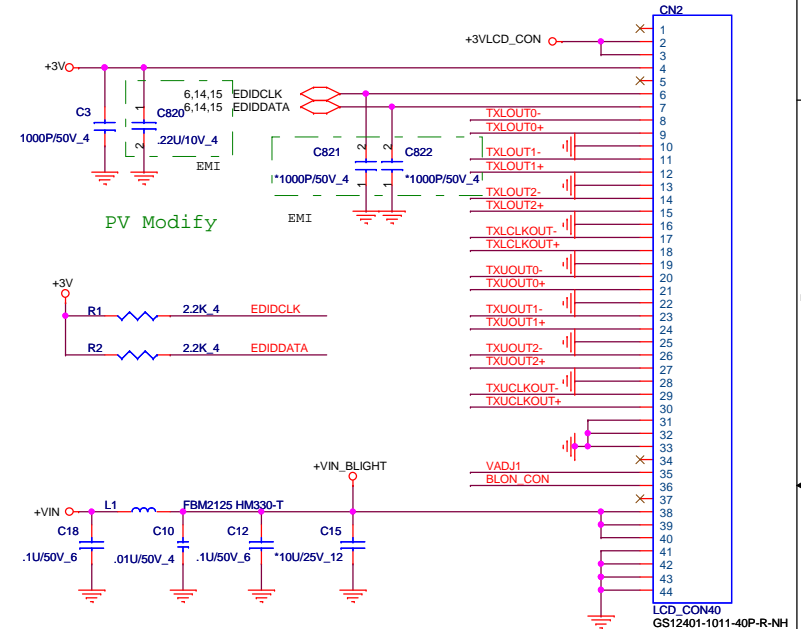 CN2
+3VLCD_CON
1
2
3
+3V
4
5
6,14,15 EDIDCLK
6
6,14,15 EDIDDATA
7
C3
1000P/50V_4
1
C820
2
.22U/10V_4
EMI
TXLOUT0-
8
TXLOUT0+
9
10
2
C821
1
*1000P/50V_4
2
C822
1
*1000P/50V_4
EMI
TXLOUT1-
11
TXLOUT1+
12
13
TXLOUT2-
14
TXLOUT2+
15
16
PV Modify
TXLCLKOUT-
17
TXLCLKOUT+
18
19
TXUOUT0-
20
TXUOUT0+
21
22
TXUOUT1-
23
TXUOUT1+
24
25
TXUOUT2-
26
TXUOUT2+
27
28
TXUCLKOUT-
29
TXUCLKOUT+
30
31
32
33
34
+3V
R1 2.2K_4 EDIDCLK
R2 2.2K_4 EDIDDATA
VADJ1
35
BLON_CON
36
37
+VIN_BLIGHT
+VIN
L1
FBM2125 HM330-T
38
39
40
41
42
43
44
C18
.1U/50V_6
C10
.01U/50V_4
C12
.1U/50V_6
C15
*10U/25V_12
LCD_CON40
GS12401-1011-40P-R-NH